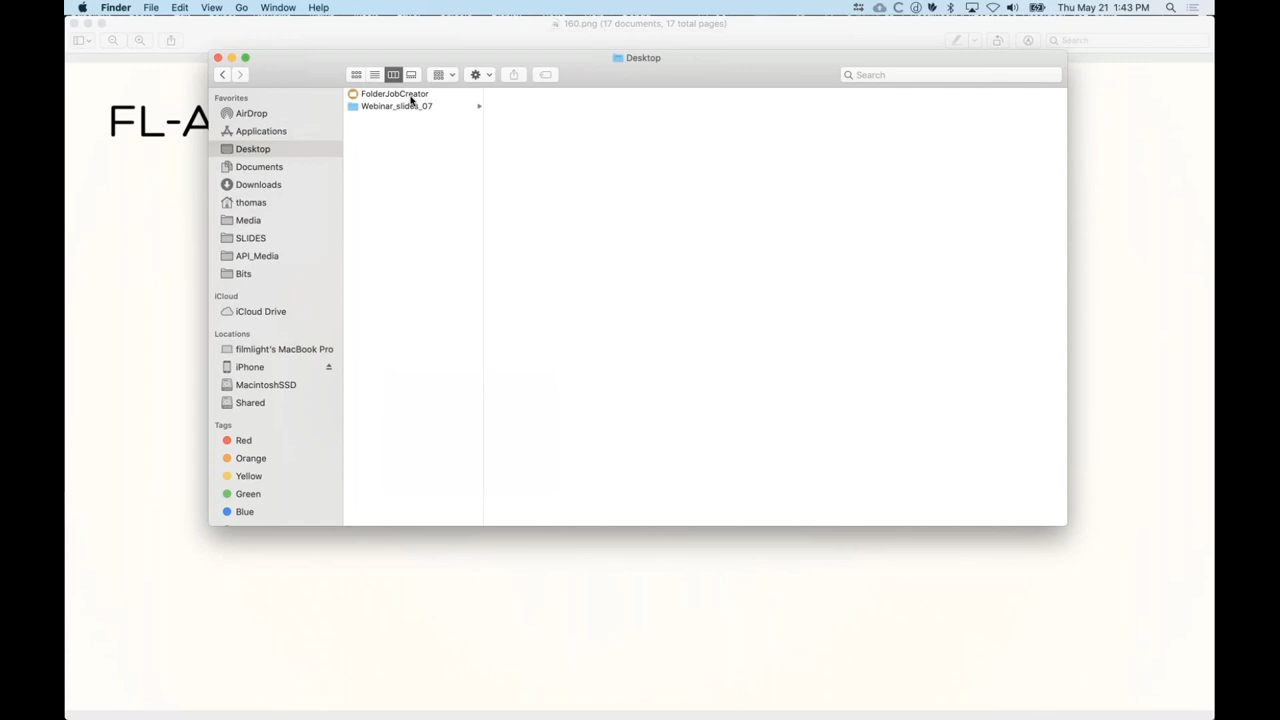 Finder File Edit View Go Window Help
Thu May 21 1:43 PM
160.png (17 documents, 17 total pages)
Search
Desktop
Search
FL-A
Favorites
AirDrop
Applications
Desktop
Documents
Downloads
thomas
Media
SLIDES
API_Media
Bits
iCloud
iCloud Drive
Locations
filmlight's MacBook Pro
iPhone
MacintoshSSD
Shared
Tags
Red
Orange
Yellow
Green
Blue
FolderJobCreator
Webinar_slides_07